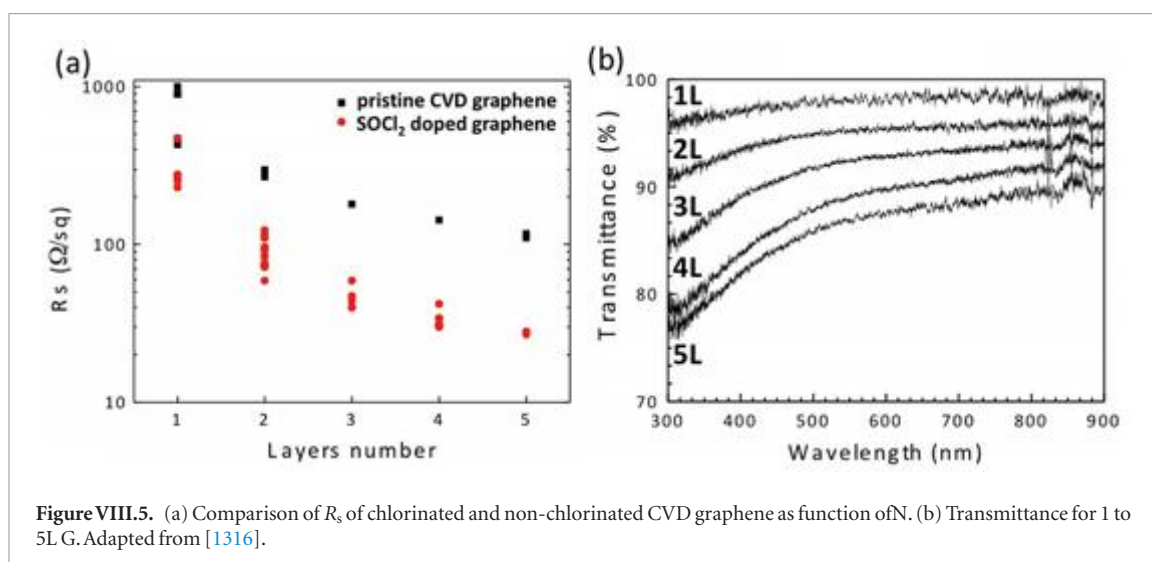 (a)
1000
100
10
Rs (Ω/sq)
pristine CVD graphene
SOCl₂ doped graphene
1 2 3 4 5
Layers number
(b)
100
90
80
70
Transmittance (%)
1L
2L
3L
4L
5L
300 400 500 600 700 800 900
Wavelength (nm)
Figure VIII.5. (a) Comparison of Rs of chlorinated and non-chlorinated CVD graphene as function ofN. (b) Transmittance for 1 to
5L G. Adapted from [1316].